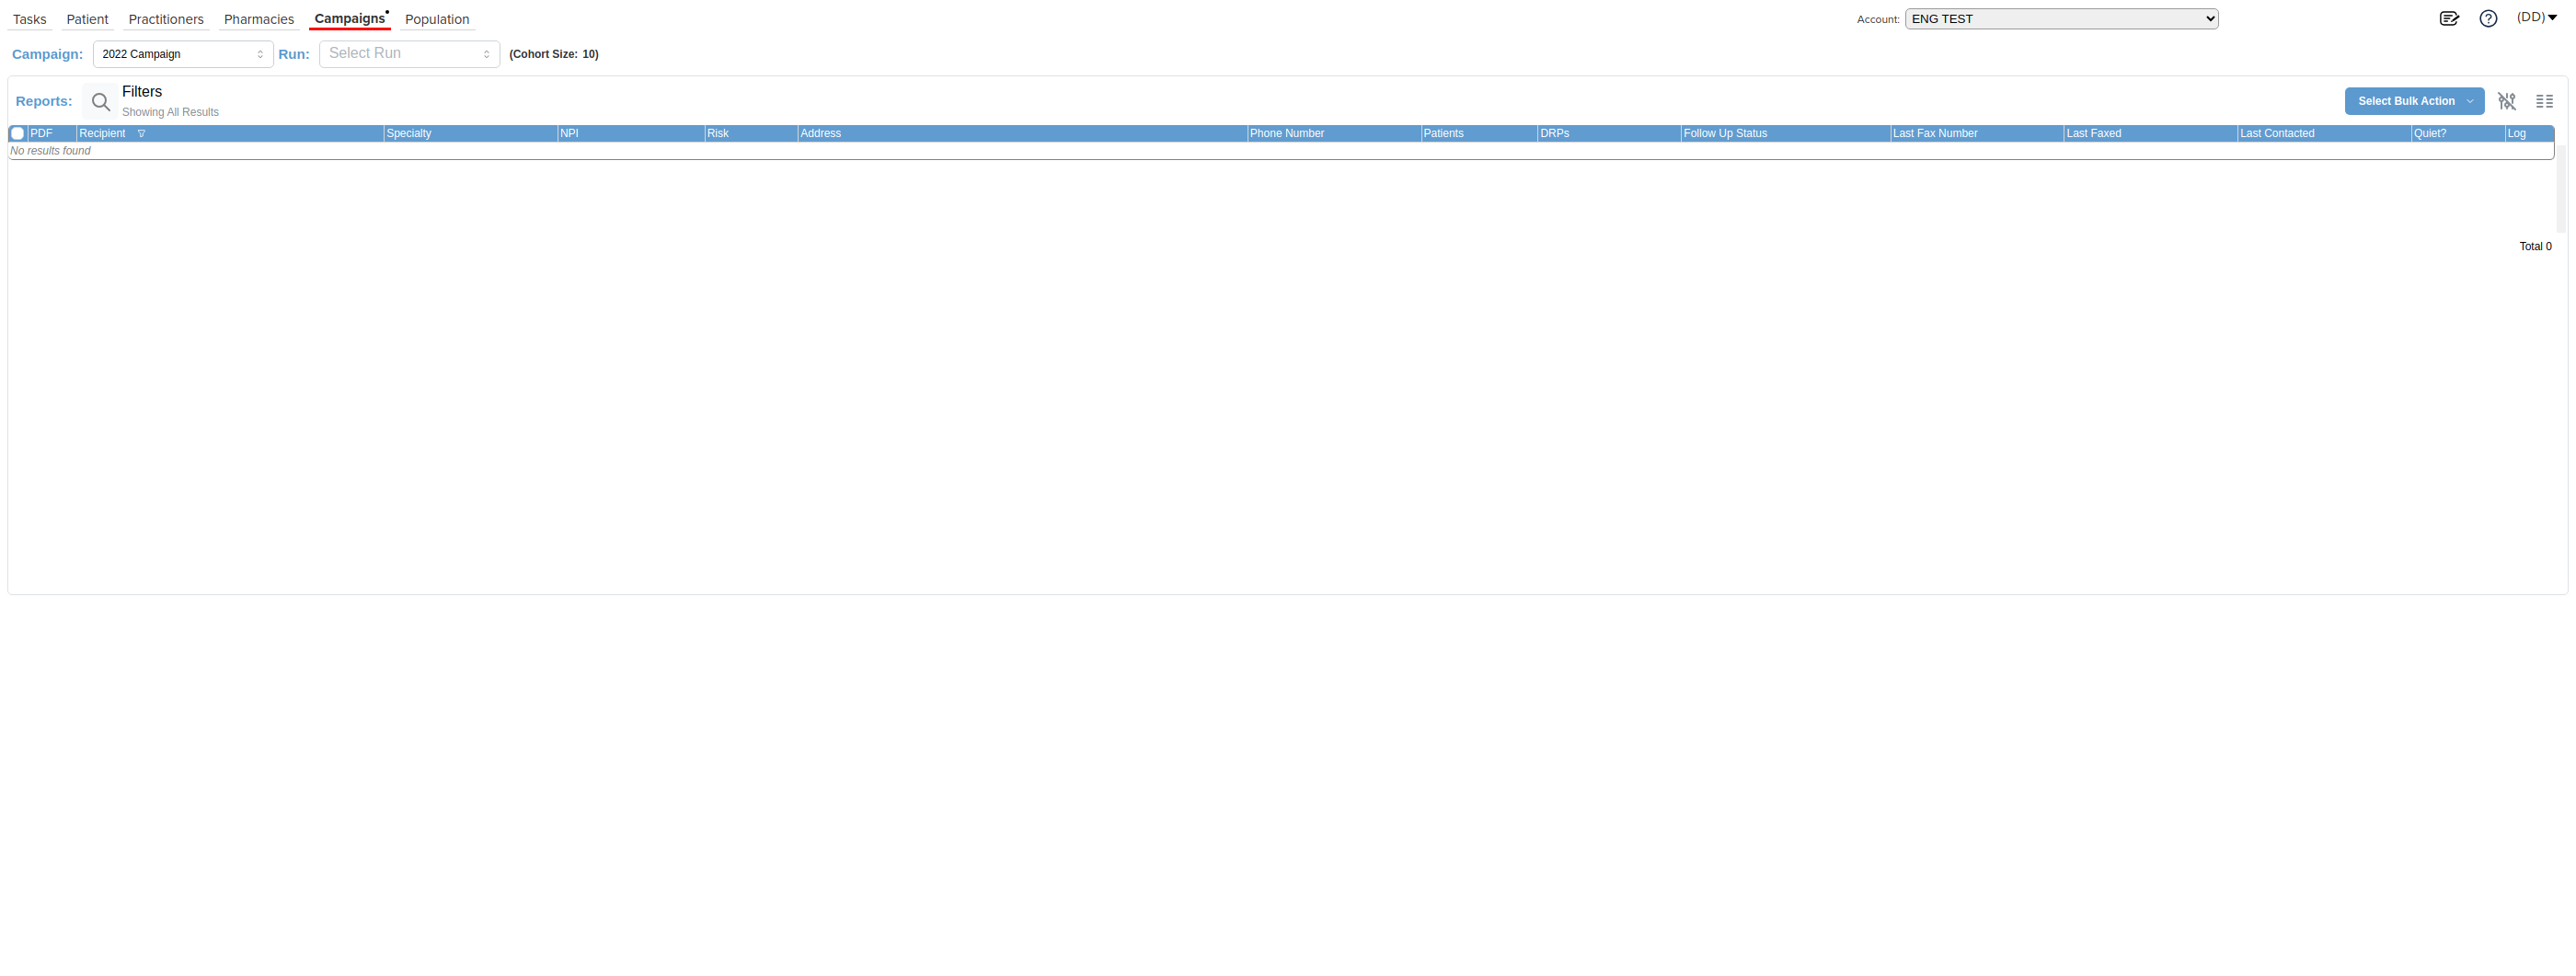 Tasks Patient Practitioners Pharmacies Campaigns Population Account: ENG TEST (DD)
Campaign: 2022 Campaign Run: Select Run (Cohort Size: 10)
Reports: Filters Select Bulk Action
Showing All Results
PDF Recipient Specialty NPI Risk Address Phone Number Patients DRPs Follow Up Status Last Fax Number Last Faxed Last Contacted Quiet? Log
No results found
Total 0